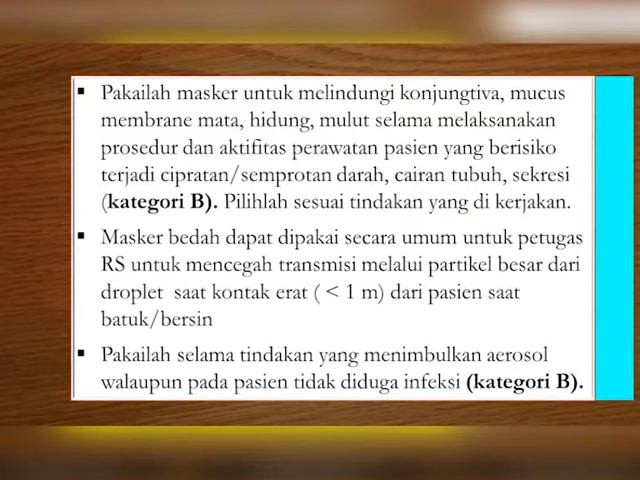 ▪ Pakailah masker untuk melindungi konjungtiva, mucus
membrane mata, hidung, mulut selama melaksanakan
prosedur dan aktifitas perawatan pasien yang berisiko
terjadi cipratan/semprotan darah, cairan tubuh, sekresi
(kategori B). Pilihlah sesuai tindakan yang di kerjakan.
▪ Masker bedah dapat dipakai secara umum untuk petugas
RS untuk mencegah transmisi melalui partikel besar dari
droplet saat kontak erat ( < 1 m) dari pasien saat
batuk/bersin
▪ Pakailah selama tindakan yang menimbulkan aerosol
walaupun pada pasien tidak diduga infeksi (kategori B).